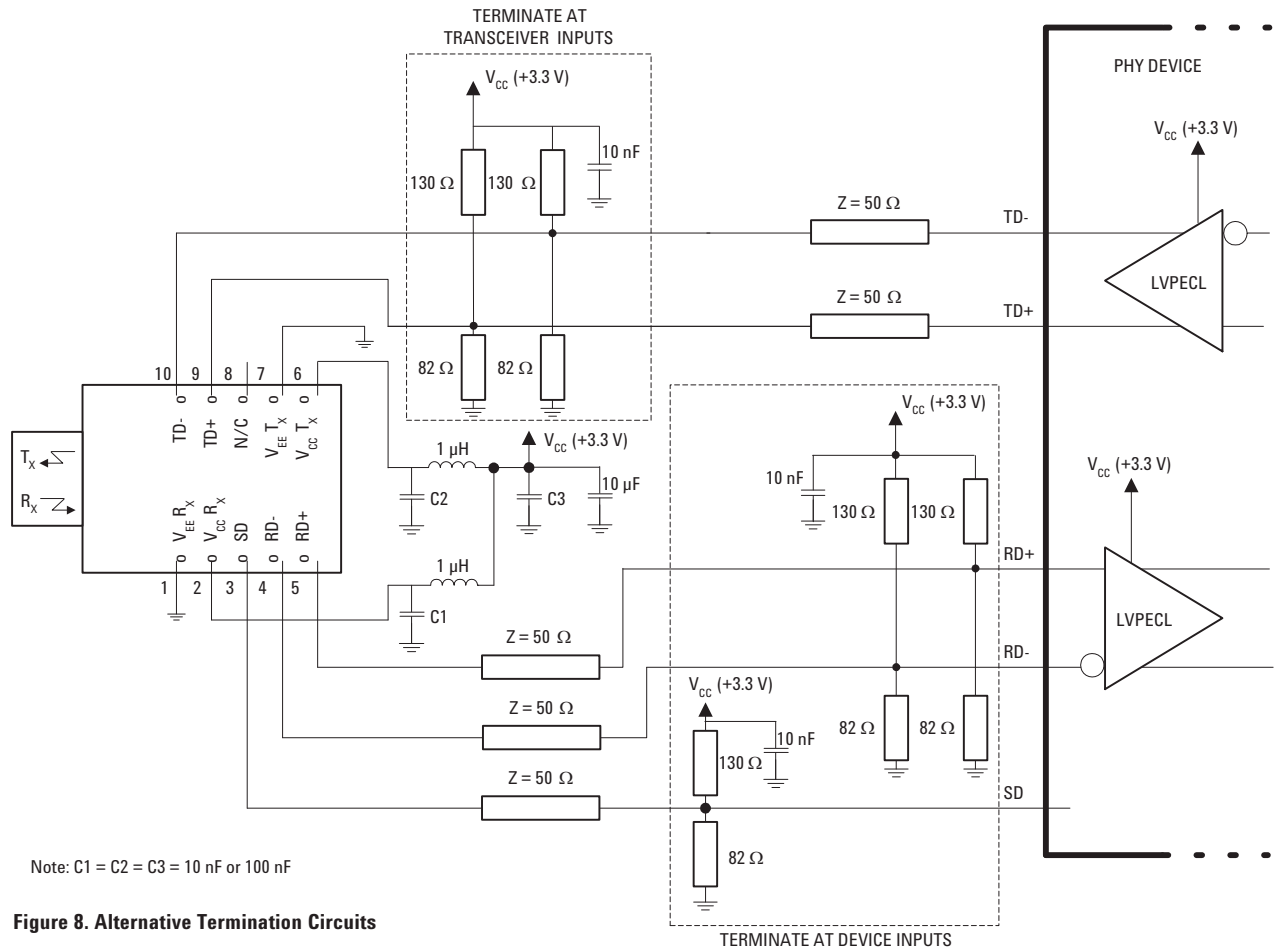 TERMINATE AT
TRANSCEIVER INPUTS
PHY DEVICE
V_CC (+3.3 V)
V_CC (+3.3 V)
10 nF
130 Ω
130 Ω
Z = 50 Ω
TD-
LVPECL
Z = 50 Ω
TD+
82 Ω
82 Ω
10
9
8
7
6
TD-
TD+
N/C
V_EE T_X
V_CC T_X
T_X
R_X
V_EE R_X
V_CC R_X
SD
RD-
RD+
1
2
3
4
5
1 µH
V_CC (+3.3 V)
C2
C3
10 µF
1 µH
C1
V_CC (+3.3 V)
10 nF
130 Ω
130 Ω
V_CC (+3.3 V)
RD+
LVPECL
Z = 50 Ω
RD-
V_CC (+3.3 V)
Z = 50 Ω
10 nF
130 Ω
82 Ω
82 Ω
Z = 50 Ω
SD
82 Ω
Note: C1 = C2 = C3 = 10 nF or 100 nF
Figure 8. Alternative Termination Circuits
TERMINATE AT DEVICE INPUTS